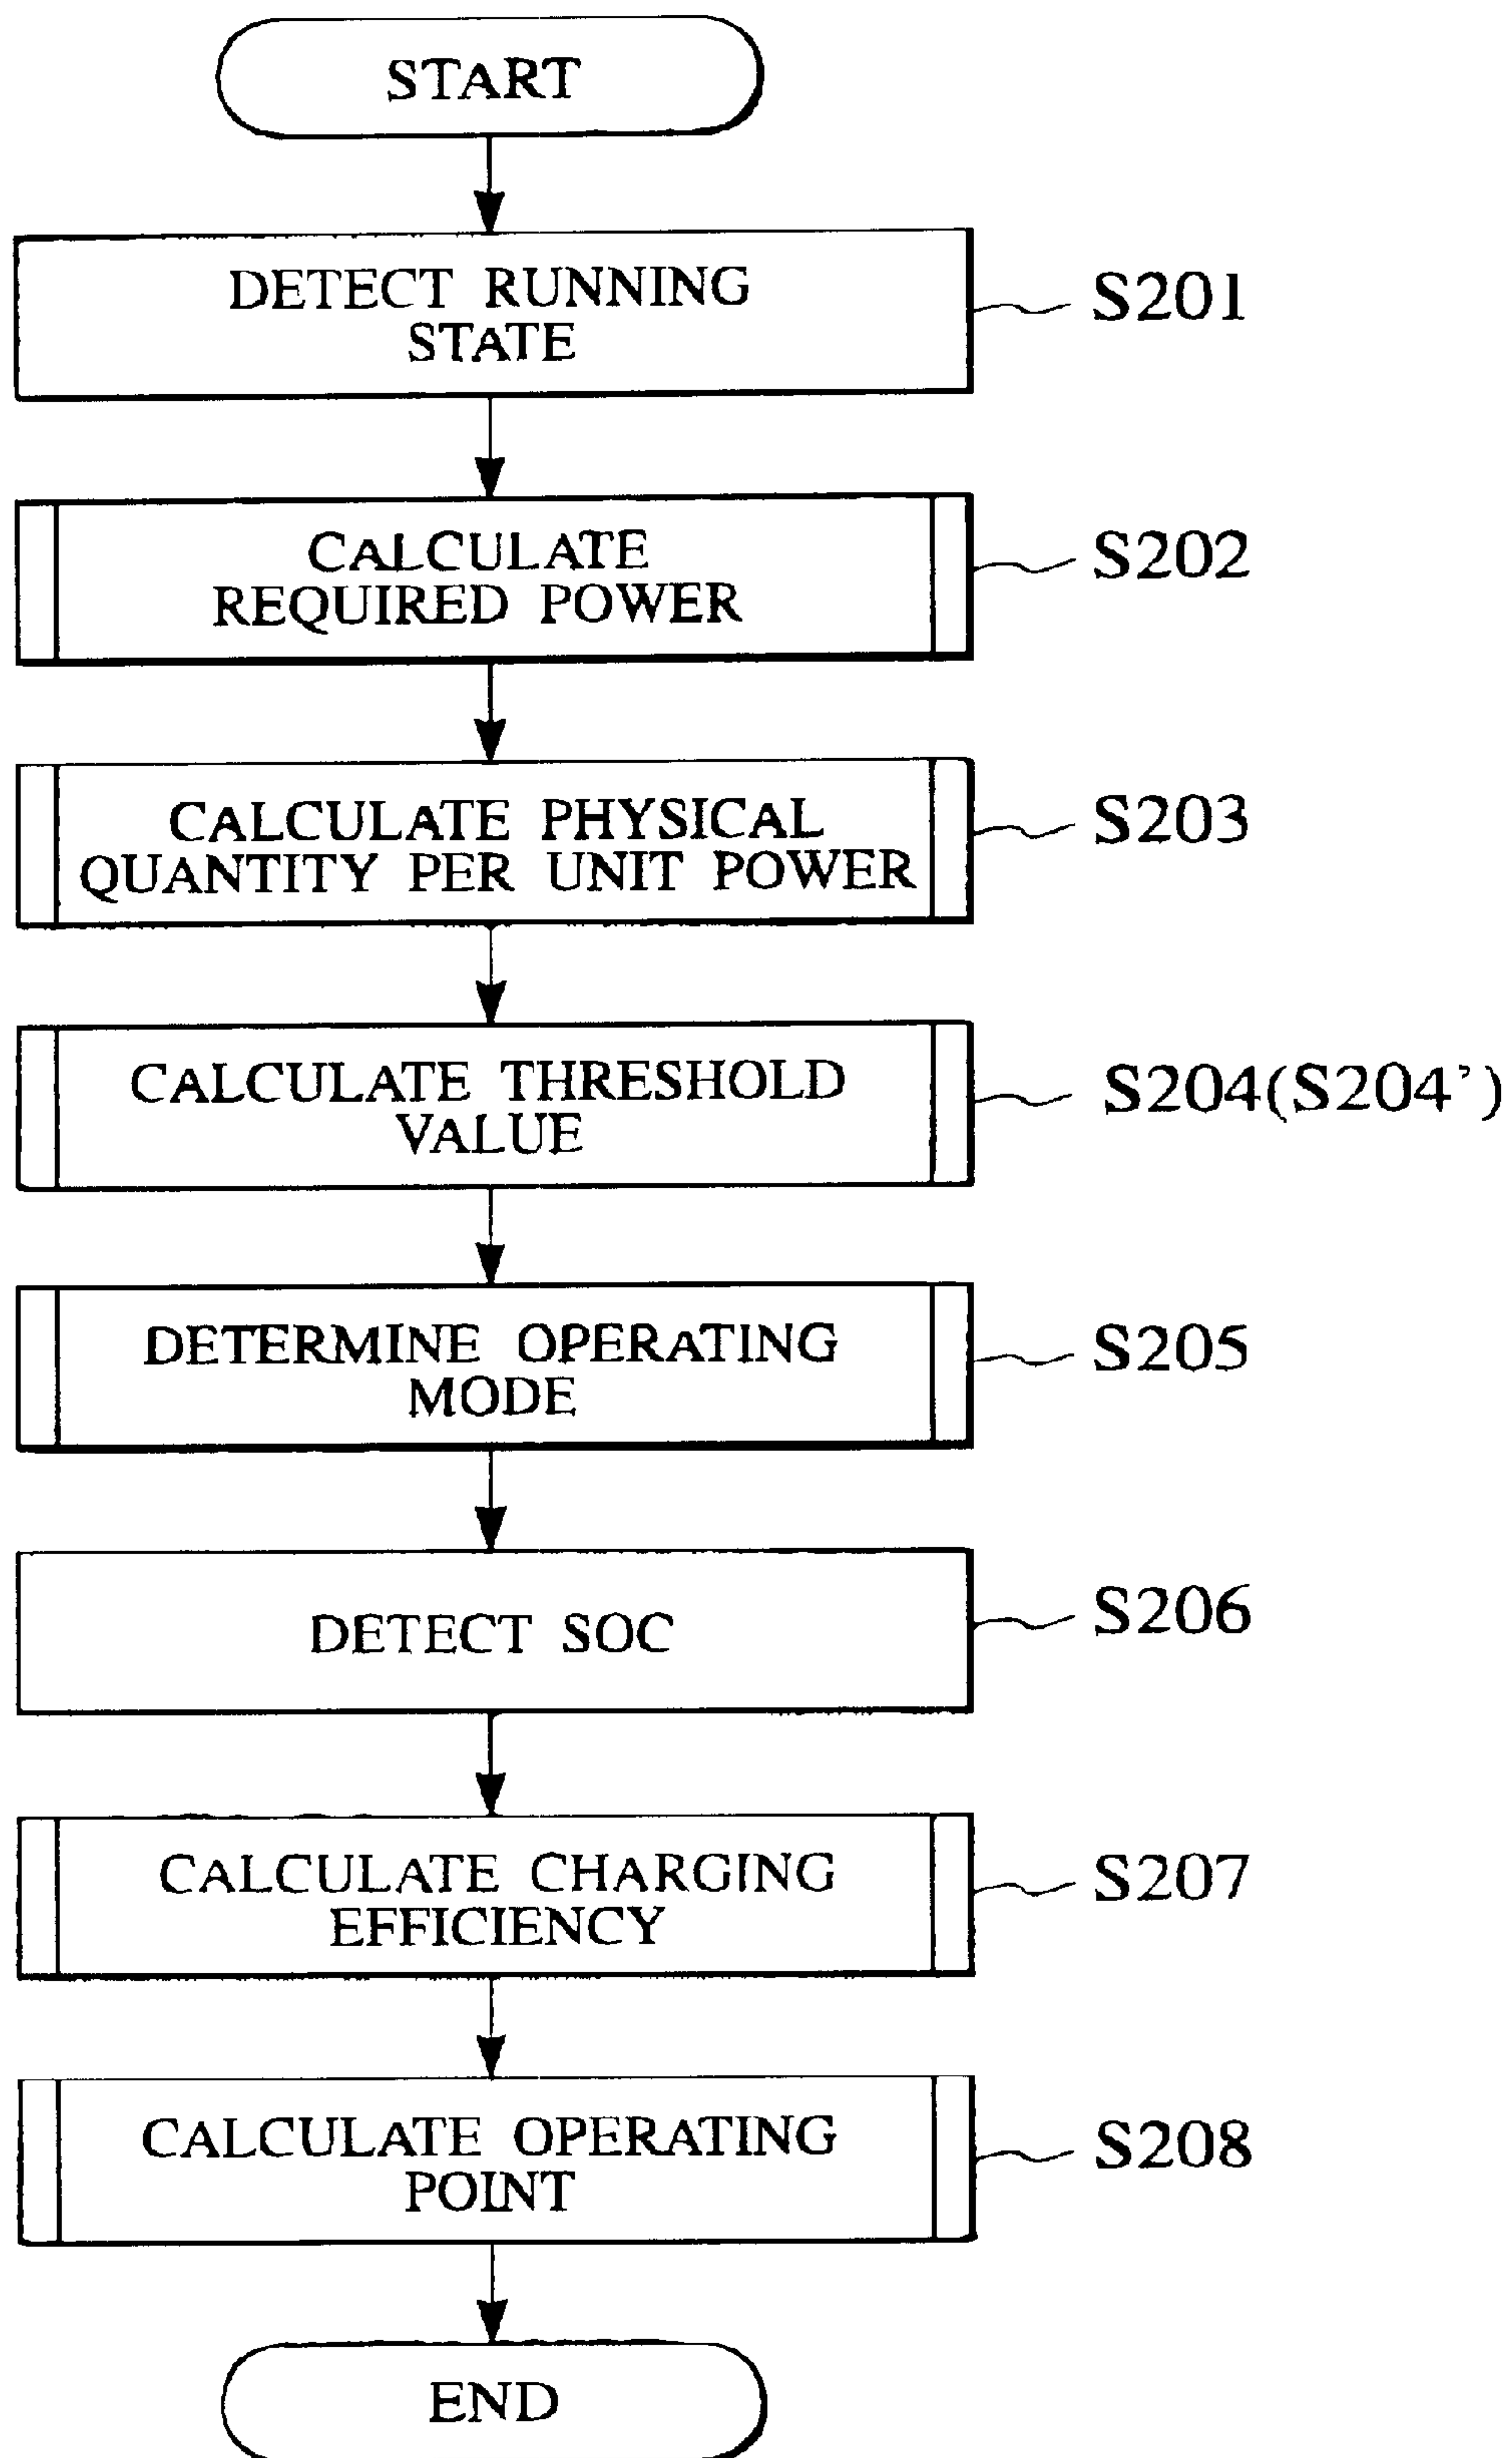 START
DETECT RUNNING
STATE
S201
CALCULATE
REQUIRED POWER
S202
CALCULATE PHYSICAL
QUANTITY PER UNIT POWER
S203
CALCULATE THRESHOLD
VALUE
S204(S204')
DETERMINE OPERATING
MODE
S205
DETECT SOC
S206
CALCULATE CHARGING
EFFICIENCY
S207
CALCULATE OPERATING
POINT
S208
END